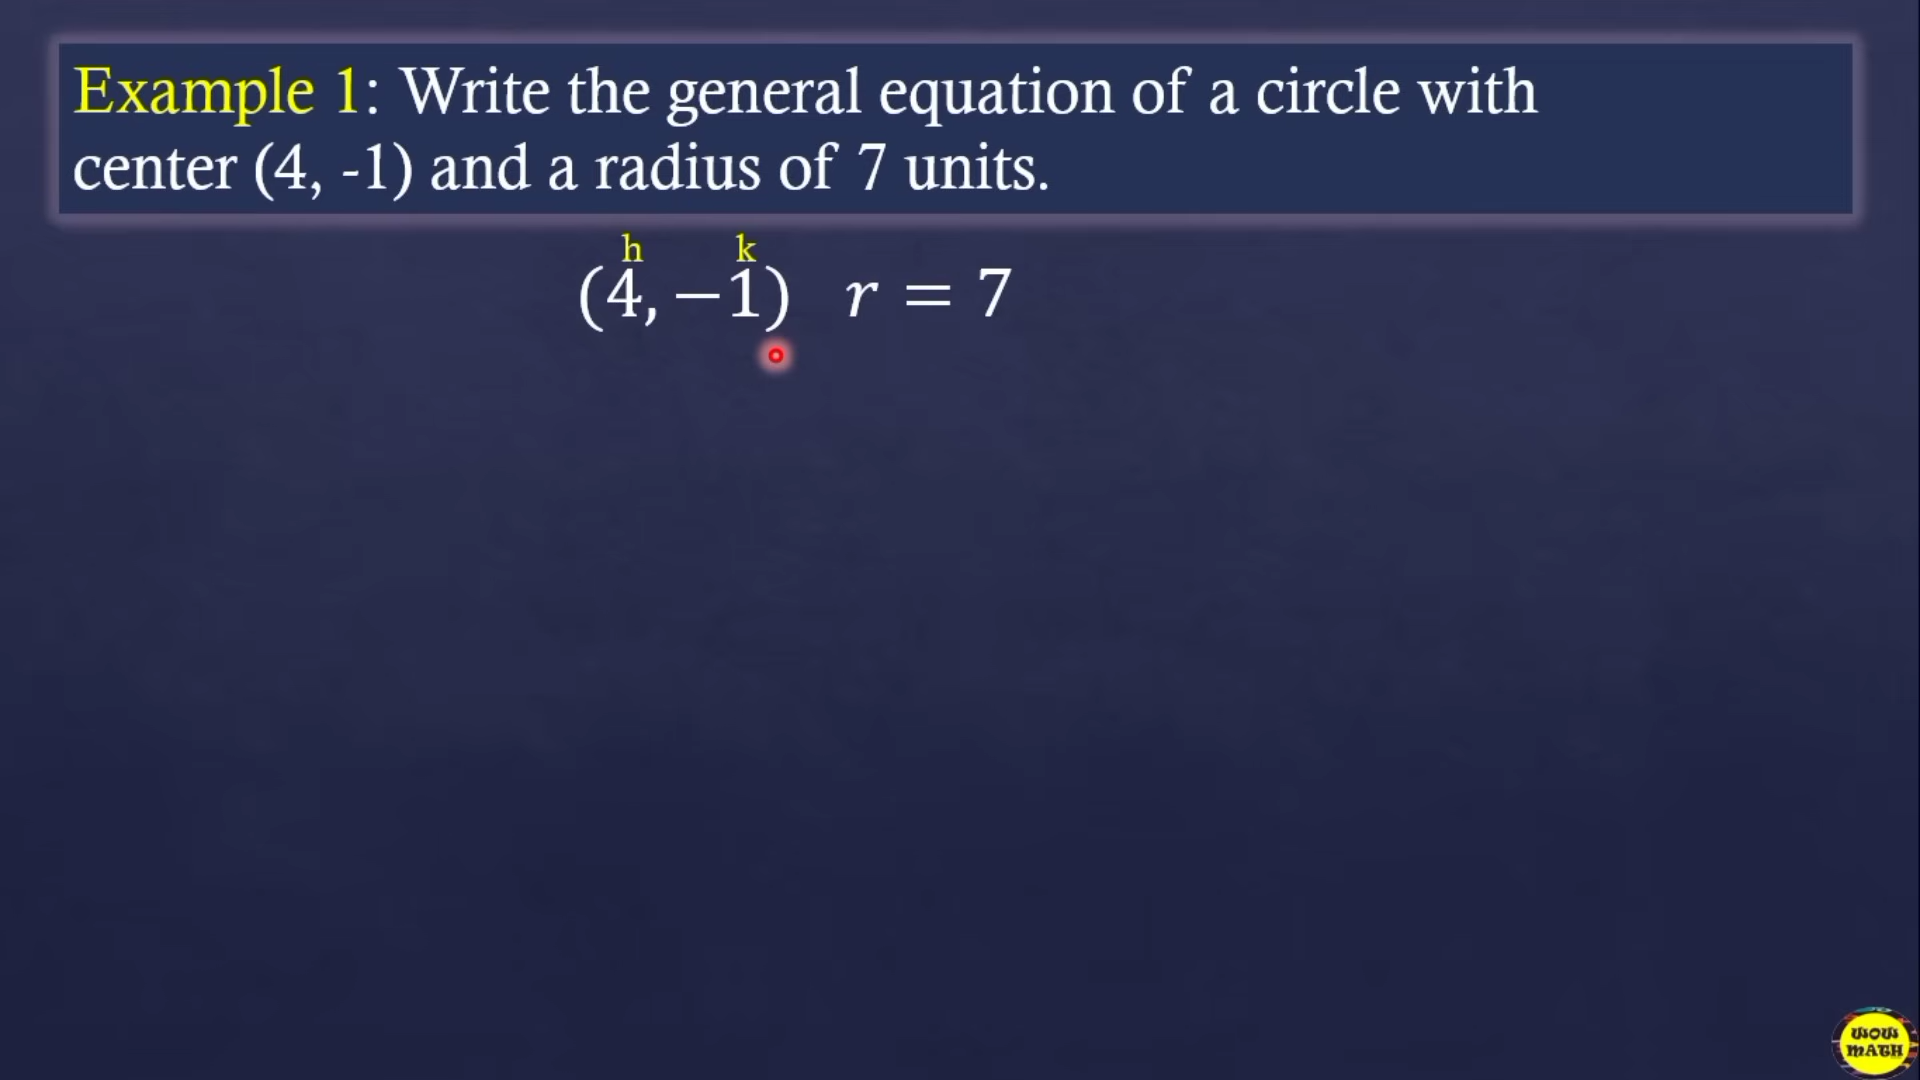 Example 1: Write the general equation of a circle with
center (4, -1) and a radius of 7 units.
h k
(4, −1) r = 7
WOW
MATH